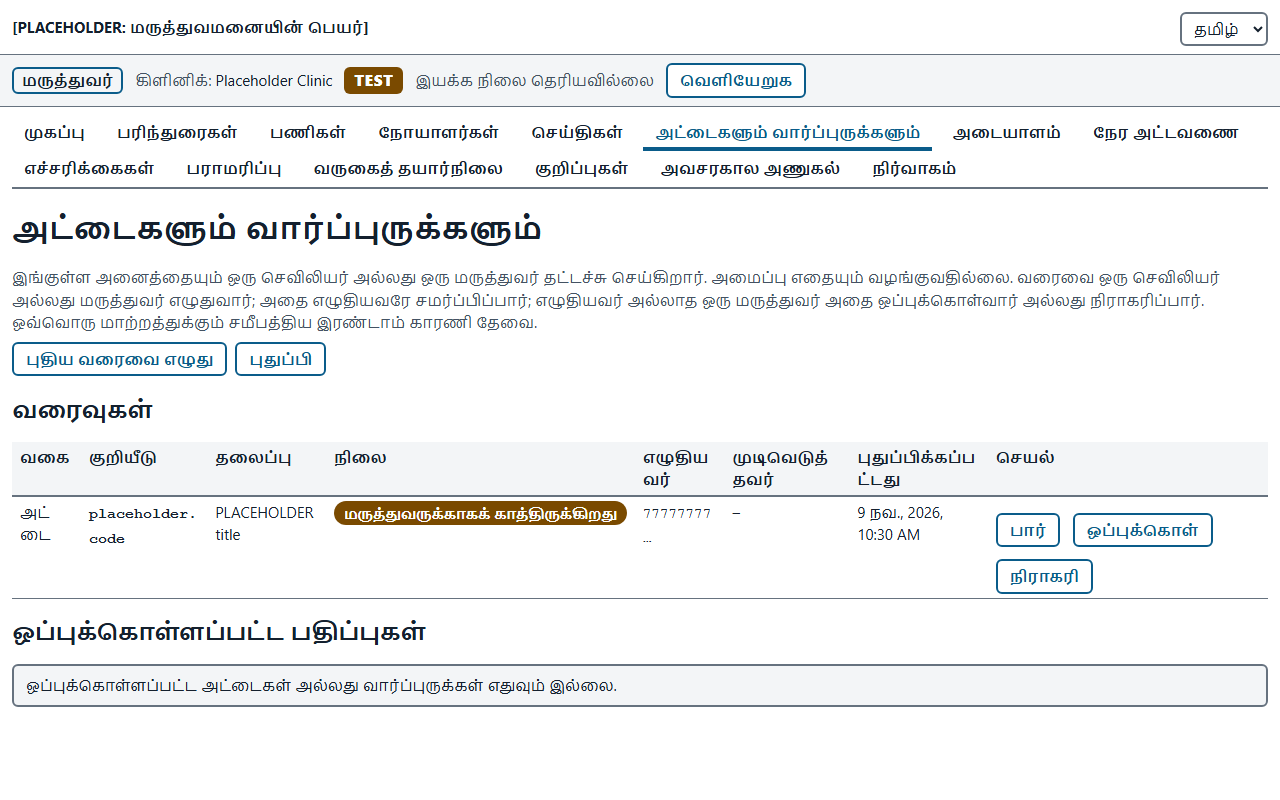 [PLACEHOLDER: மருத்துவமனையின் பெயர்]
தமிழ்
மருத்துவர் கிளினிக்: Placeholder Clinic TEST இயக்க நிலை தெரியவில்லை வெளியேறுக
முகப்பு பரிந்துரைகள் பணிகள் நோயாளர்கள் செய்திகள் அட்டைகளும் வார்ப்புருக்களும் அடையாளம் நேர அட்டவணை
எச்சரிக்கைகள் பராமரிப்பு வருகைத் தயார்நிலை குறிப்புகள் அவசரகால அணுகல் நிர்வாகம்
அட்டைகளும் வார்ப்புருக்களும்
இங்குள்ள அனைத்தையும் ஒரு செவிலியர் அல்லது ஒரு மருத்துவர் தட்டச்சு செய்கிறார். அமைப்பு எதையும் வழங்குவதில்லை. வரைவை ஒரு செவிலியர்
அல்லது மருத்துவர் எழுதுவார்; அதை எழுதியவரே சமர்ப்பிப்பார்; எழுதியவர் அல்லாத ஒரு மருத்துவர் அதை ஒப்புக்கொள்வார் அல்லது நிராகரிப்பார்.
ஒவ்வொரு மாற்றத்துக்கும் சமீபத்திய இரண்டாம் காரணி தேவை.
புதிய வரைவை எழுது புதுப்பி
வரைவுகள்
வகை குறியீடு தலைப்பு நிலை எழுதிய முடிவெடுத் புதுப்பிக்கப்ப செயல்
வர் தவர் ட்டது
அட் placeholder. PLACEHOLDER மருத்துவருக்காகக் காத்திருக்கிறது 77777777 – 9 நவ., 2026,
டை code title … 10:30 AM
பார் ஒப்புக்கொள்
நிராகரி
ஒப்புக்கொள்ளப்பட்ட பதிப்புகள்
ஒப்புக்கொள்ளப்பட்ட அட்டைகள் அல்லது வார்ப்புருக்கள் எதுவும் இல்லை.